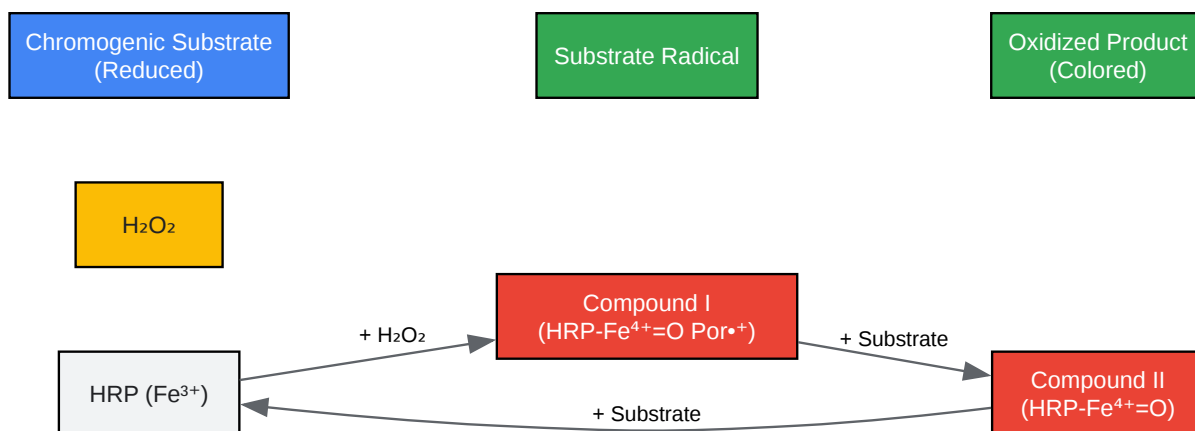 Chromogenic Substrate
(Reduced)
Substrate Radical
Oxidized Product
(Colored)
H₂O₂
Compound I
(HRP-Fe⁴⁺=O Por•⁺)
+ H₂O₂
+ Substrate
HRP (Fe³⁺)
Compound II
(HRP-Fe⁴⁺=O)
+ Substrate